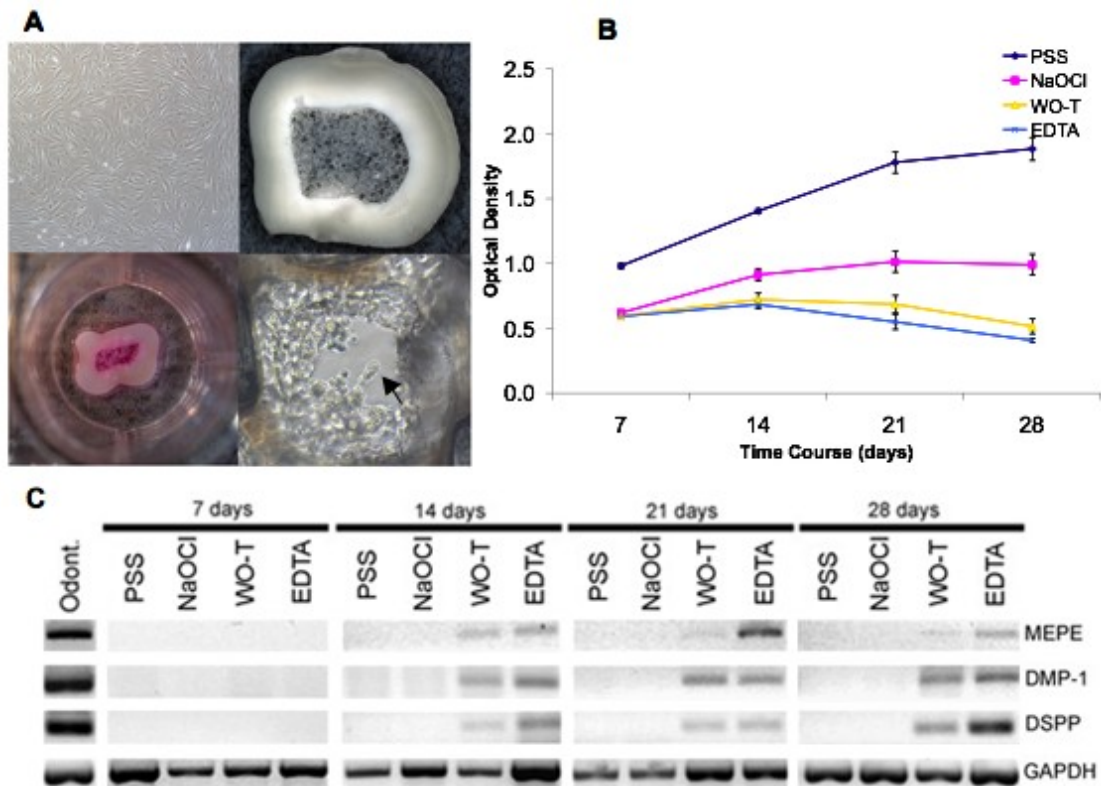 A
B
PSS
NaOCl
WO-T
EDTA
2.5
2.0
1.5
1.0
0.5
0.0
Optical Density
7 14 21 28
Time Course (days)
C
7 days 14 days 21 days 28 days
Odont. PSS NaOCl WO-T EDTA PSS NaOCl WO-T EDTA PSS NaOCl WO-T EDTA PSS NaOCl WO-T EDTA
MEPE
DMP-1
DSPP
GAPDH